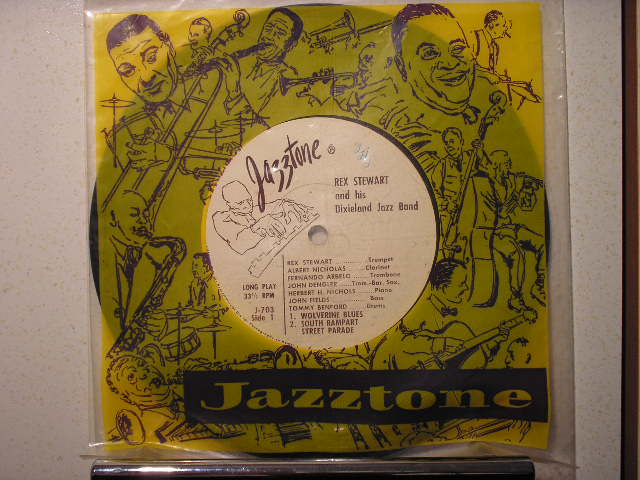 Jazztone ®
REX STEWART
and his
Dixieland Jazz Band
REX STEWART ..........Trumpet
ALBERT NICHOLAS ......Clarinet
FERNANDO ARBELO ......Trombone
JOHN DENGLER ....Trom.-Bar. Sax.
HERBERT H. NICHOLS ......Piano
JOHN FIELDS ..........Bass
TOMMY BENFORD ........Drums
LONG PLAY
33⅓ RPM
J-703
Side 1
1. WOLVERINE BLUES
2. SOUTH RAMPART
STREET PARADE
Jazztone